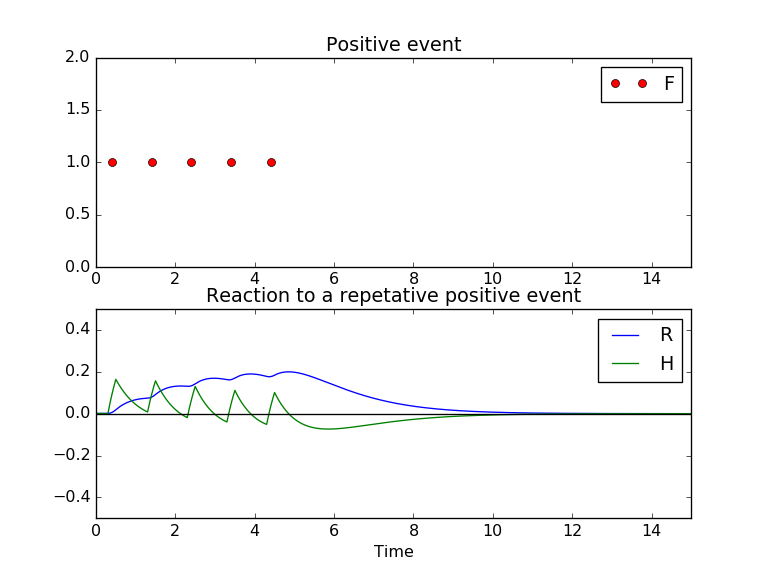 Positive event
2.0
1.5
1.0
0.5
0.0
F
0 2 4 6 8 10 12 14
Reaction to a repetative positive event
0.4
0.2
0.0
−0.2
−0.4
R
H
0 2 4 6 8 10 12 14
Time